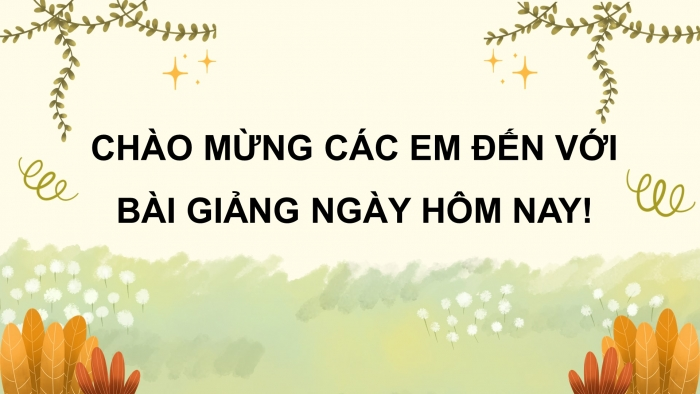 CHÀO MỪNG CÁC EM ĐẾN VỚI
BÀI GIẢNG NGÀY HÔM NAY!